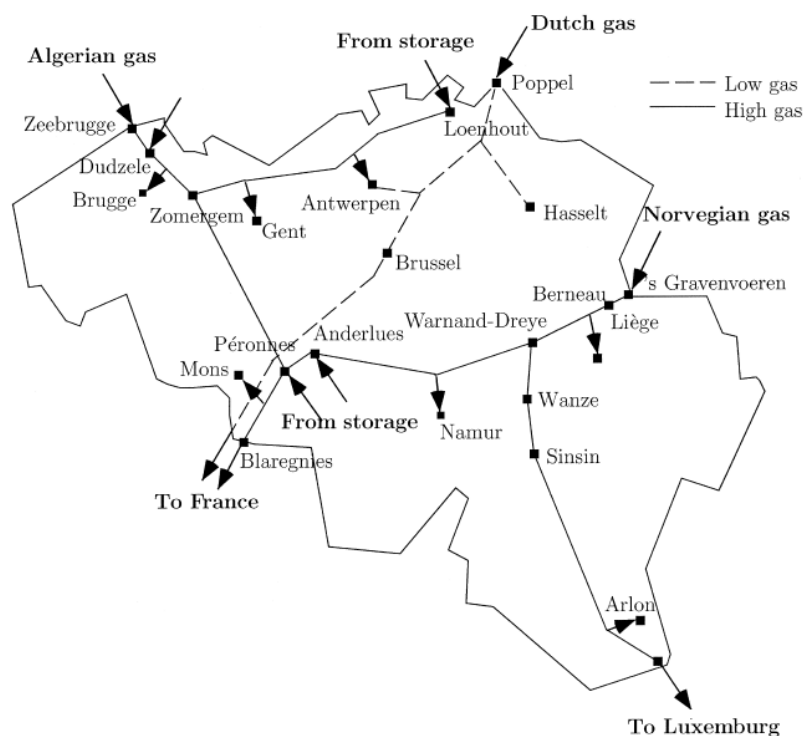 Dutch gas
From storage
Algerian gas
Poppel
Low gas
High gas
Zeebrugge
Loenhout
Dudzele
Brugge
Zomergem
Antwerpen
Hasselt
Gent
Norvegian gas
Brussel
's Gravenvoeren
Berneau
Liège
Warnand-Dreye
Anderlues
Péronnes
Mons
Wanze
From storage
Namur
Blaregnies
Sinsin
To France
Arlon
To Luxemburg